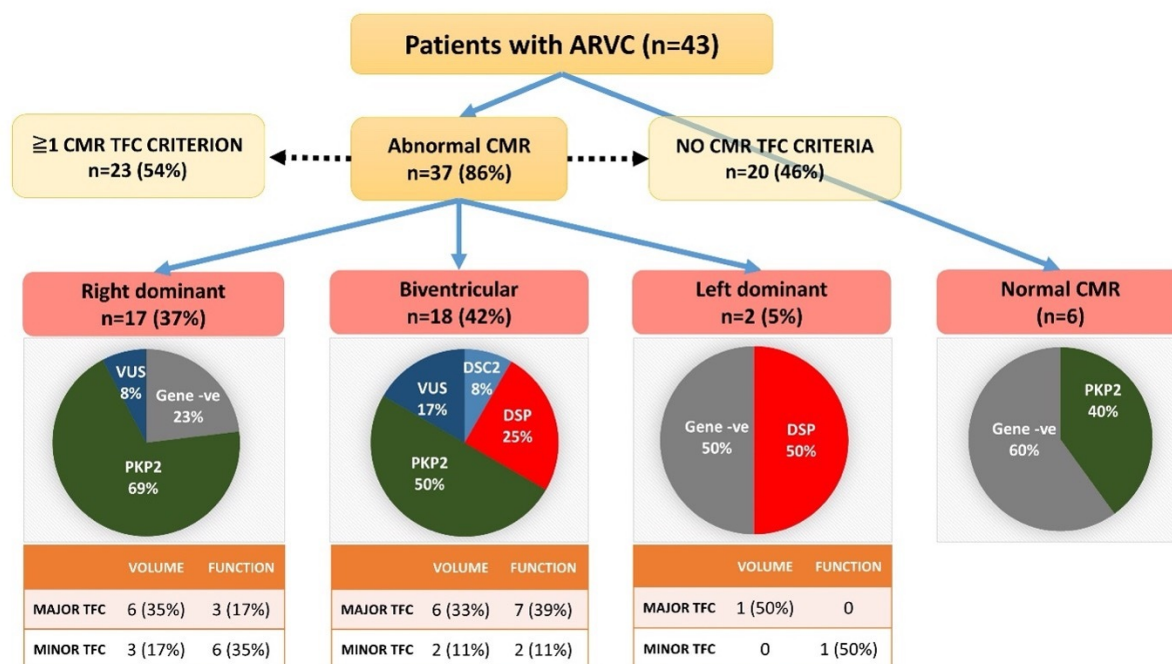 Patients with ARVC (n=43)
≧1 CMR TFC CRITERION
n=23 (54%)
Abnormal CMR
n=37 (86%)
NO CMR TFC CRITERIA
n=20 (46%)
Right dominant
n=17 (37%)
Biventricular
n=18 (42%)
Left dominant
n=2 (5%)
Normal CMR
(n=6)
VUS
8%
Gene -ve
23%
PKP2
69%
VUS
17%
DSC2
8%
DSP
25%
PKP2
50%
Gene -ve
50%
DSP
50%
Gene -ve
60%
PKP2
40%
VOLUME FUNCTION
MAJOR TFC 6 (35%) 3 (17%)
MINOR TFC 3 (17%) 6 (35%)
VOLUME FUNCTION
MAJOR TFC 6 (33%) 7 (39%)
MINOR TFC 2 (11%) 2 (11%)
VOLUME FUNCTION
MAJOR TFC 1 (50%) 0
MINOR TFC 0 1 (50%)